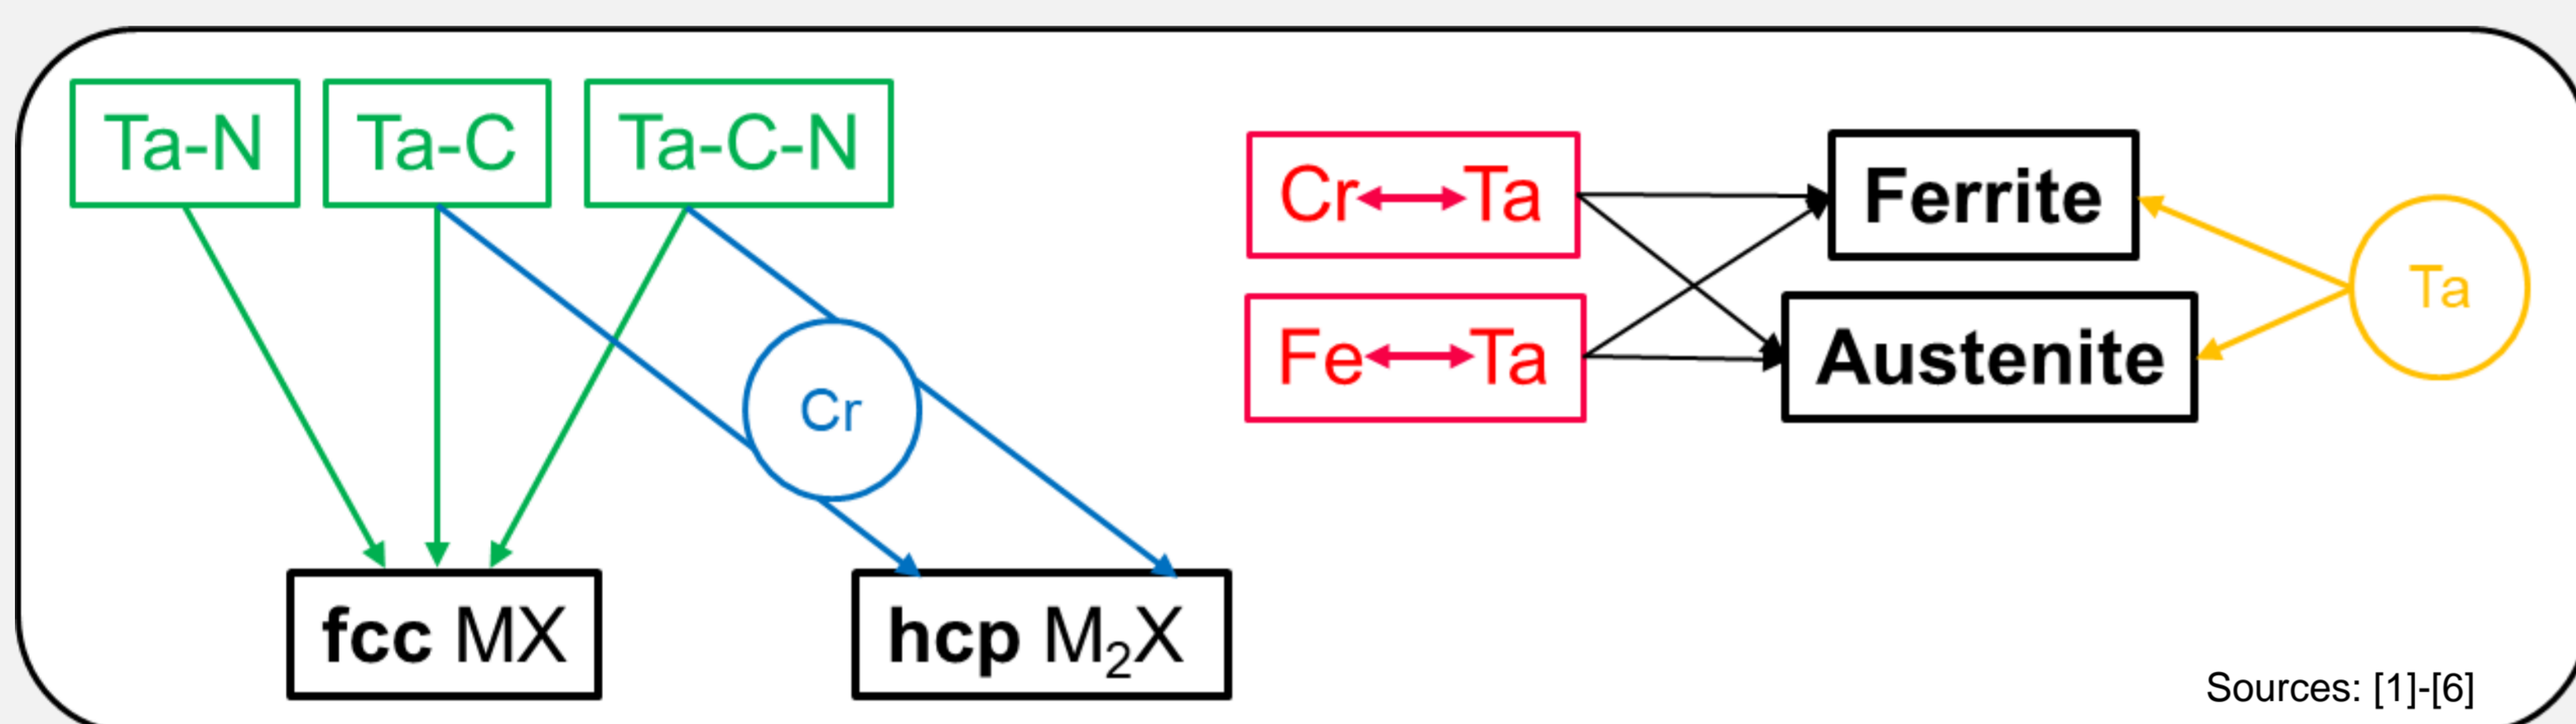 Ta-N
Ta-C
Ta-C-N
Cr↔Ta
Fe↔Ta
Ferrite
Austenite
Ta
Cr
fcc MX
hcp M₂X
Sources: [1]-[6]